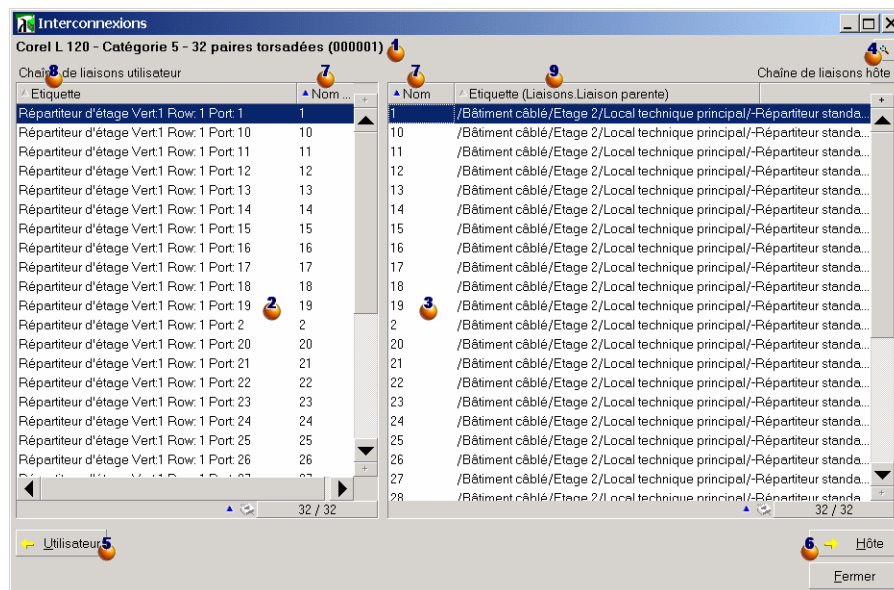 Interconnexions
Corel L 120 - Catégorie 5 - 32 paires torsadées (000001) 1
4
Chaîne de liaisons utilisateur
8 7 7 9
Chaîne de liaisons hôte
Etiquette Nom ... Nom Etiquette (Liaisons.Liaison parente)
Répartiteur d'étage Vert:1 Row: 1 Port: 1 1 1 /Bâtiment câblé/Etage 2/Local technique principal/-Répartiteur standa...
Répartiteur d'étage Vert:1 Row: 1 Port: 10 10 10 /Bâtiment câblé/Etage 2/Local technique principal/-Répartiteur standa...
Répartiteur d'étage Vert:1 Row: 1 Port: 11 11 11 /Bâtiment câblé/Etage 2/Local technique principal/-Répartiteur standa...
Répartiteur d'étage Vert:1 Row: 1 Port: 12 12 12 /Bâtiment câblé/Etage 2/Local technique principal/-Répartiteur standa...
Répartiteur d'étage Vert:1 Row: 1 Port: 13 13 13 /Bâtiment câblé/Etage 2/Local technique principal/-Répartiteur standa...
Répartiteur d'étage Vert:1 Row: 1 Port: 14 14 14 /Bâtiment câblé/Etage 2/Local technique principal/-Répartiteur standa...
Répartiteur d'étage Vert:1 Row: 1 Port: 15 15 15 /Bâtiment câblé/Etage 2/Local technique principal/-Répartiteur standa...
Répartiteur d'étage Vert:1 Row: 1 Port: 16 16 16 /Bâtiment câblé/Etage 2/Local technique principal/-Répartiteur standa...
Répartiteur d'étage Vert:1 Row: 1 Port: 17 17 17 /Bâtiment câblé/Etage 2/Local technique principal/-Répartiteur standa...
Répartiteur d'étage Vert:1 Row: 1 Port: 18 18 18 /Bâtiment câblé/Etage 2/Local technique principal/-Répartiteur standa...
Répartiteur d'étage Vert:1 Row: 1 Port: 19 2 19 19 3 /Bâtiment câblé/Etage 2/Local technique principal/-Répartiteur standa...
Répartiteur d'étage Vert:1 Row: 1 Port: 2 2 2 /Bâtiment câblé/Etage 2/Local technique principal/-Répartiteur standa...
Répartiteur d'étage Vert:1 Row: 1 Port: 20 20 20 /Bâtiment câblé/Etage 2/Local technique principal/-Répartiteur standa...
Répartiteur d'étage Vert:1 Row: 1 Port: 21 21 21 /Bâtiment câblé/Etage 2/Local technique principal/-Répartiteur standa...
Répartiteur d'étage Vert:1 Row: 1 Port: 22 22 22 /Bâtiment câblé/Etage 2/Local technique principal/-Répartiteur standa...
Répartiteur d'étage Vert:1 Row: 1 Port: 23 23 23 /Bâtiment câblé/Etage 2/Local technique principal/-Répartiteur standa...
Répartiteur d'étage Vert:1 Row: 1 Port: 24 24 24 /Bâtiment câblé/Etage 2/Local technique principal/-Répartiteur standa...
Répartiteur d'étage Vert:1 Row: 1 Port: 25 25 25 /Bâtiment câblé/Etage 2/Local technique principal/-Répartiteur standa...
Répartiteur d'étage Vert:1 Row: 1 Port: 26 26 26 /Bâtiment câblé/Etage 2/Local technique principal/-Répartiteur standa...
27 /Bâtiment câblé/Etage 2/Local technique principal/-Répartiteur standa...
28 /Bâtiment câblé/Etage 2/Local technique principal/-Répartiteur standa...
32 / 32 32 / 32
Utilisateur 5 6 Hôte
Fermer